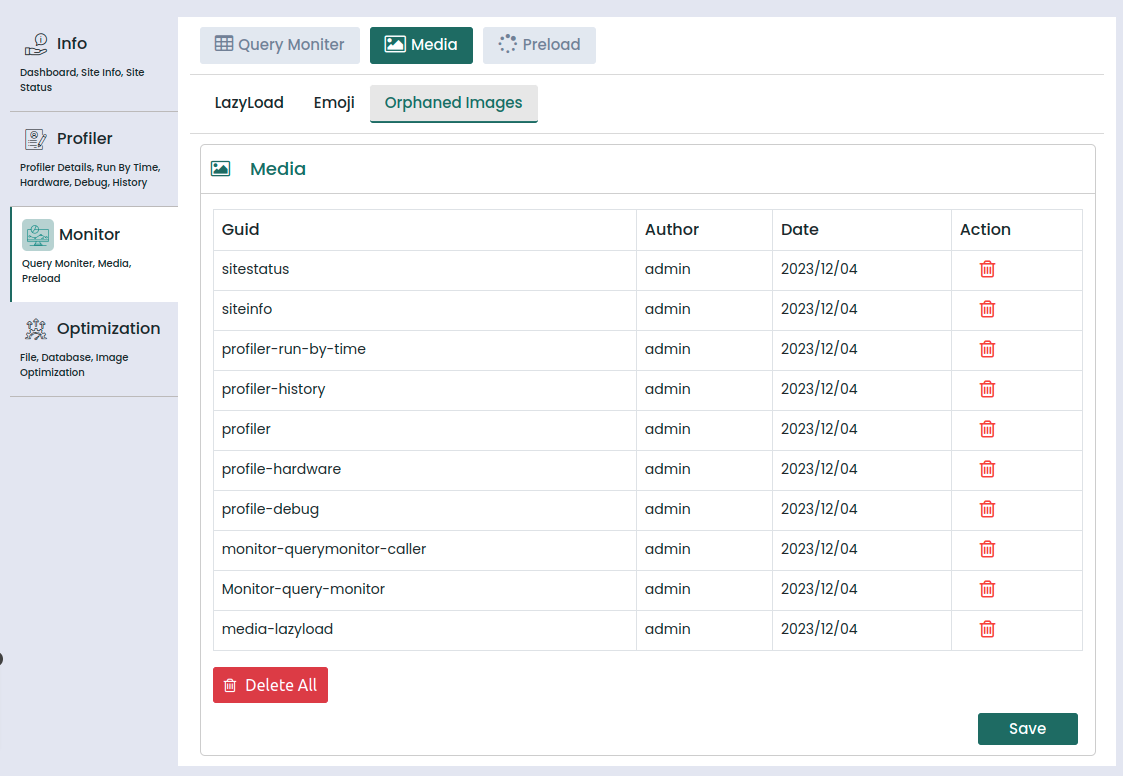 Info
Dashboard, Site Info, Site
Status
Profiler
Profiler Details, Run By Time,
Hardware, Debug, History
Monitor
Query Moniter, Media,
Preload
Optimization
File, Database, Image
Optimization
Query Moniter Media Preload
LazyLoad Emoji Orphaned Images
Media
Guid Author Date Action
sitestatus admin 2023/12/04
siteinfo admin 2023/12/04
profiler-run-by-time admin 2023/12/04
profiler-history admin 2023/12/04
profiler admin 2023/12/04
profile-hardware admin 2023/12/04
profile-debug admin 2023/12/04
monitor-querymonitor-caller admin 2023/12/04
Monitor-query-monitor admin 2023/12/04
media-lazyload admin 2023/12/04
Delete All
Save